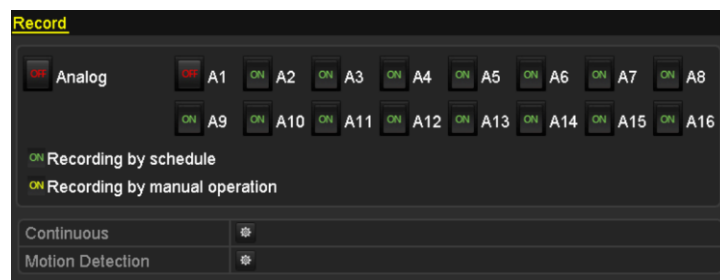 Record
OFF Analog OFF A1 ON A2 ON A3 ON A4 ON A5 ON A6 ON A7 ON A8
ON A9 ON A10 ON A11 ON A12 ON A13 ON A14 ON A15 ON A16
ON Recording by schedule
ON Recording by manual operation
Continuous
Motion Detection